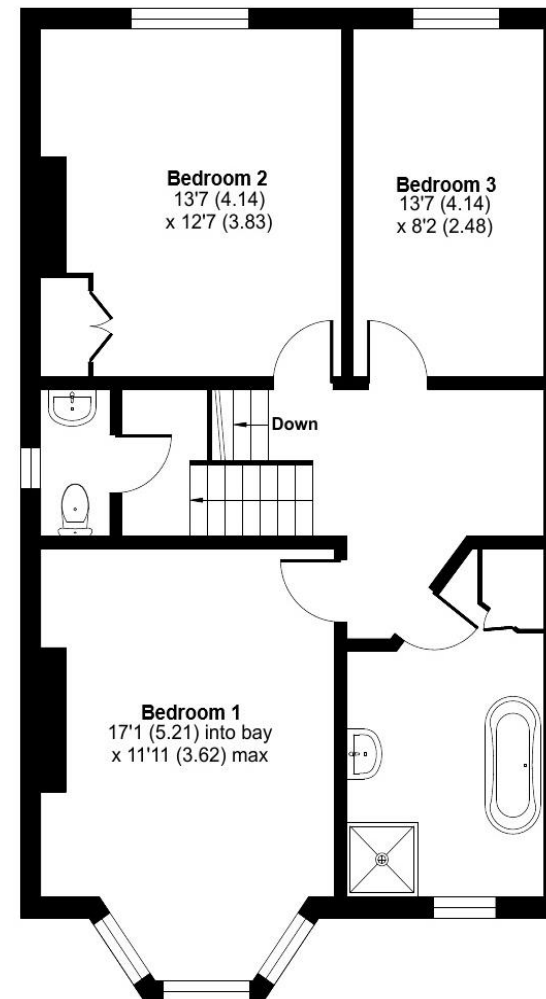 Bedroom 2
13'7 (4.14)
x 12'7 (3.83)
Bedroom 3
13'7 (4.14)
x 8'2 (2.48)
Down
Bedroom 1
17'1 (5.21) into bay
x 11'11 (3.62) max